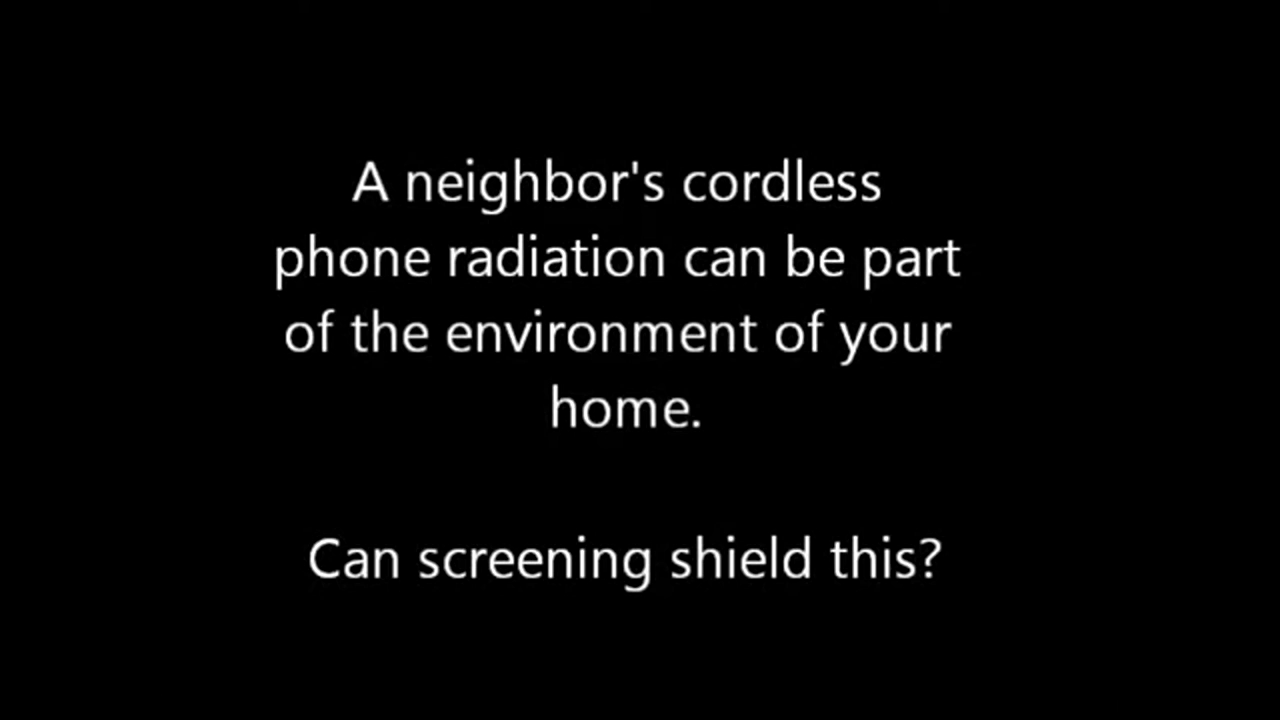 A neighbor's cordless
phone radiation can be part
of the environment of your
home.
Can screening shield this?